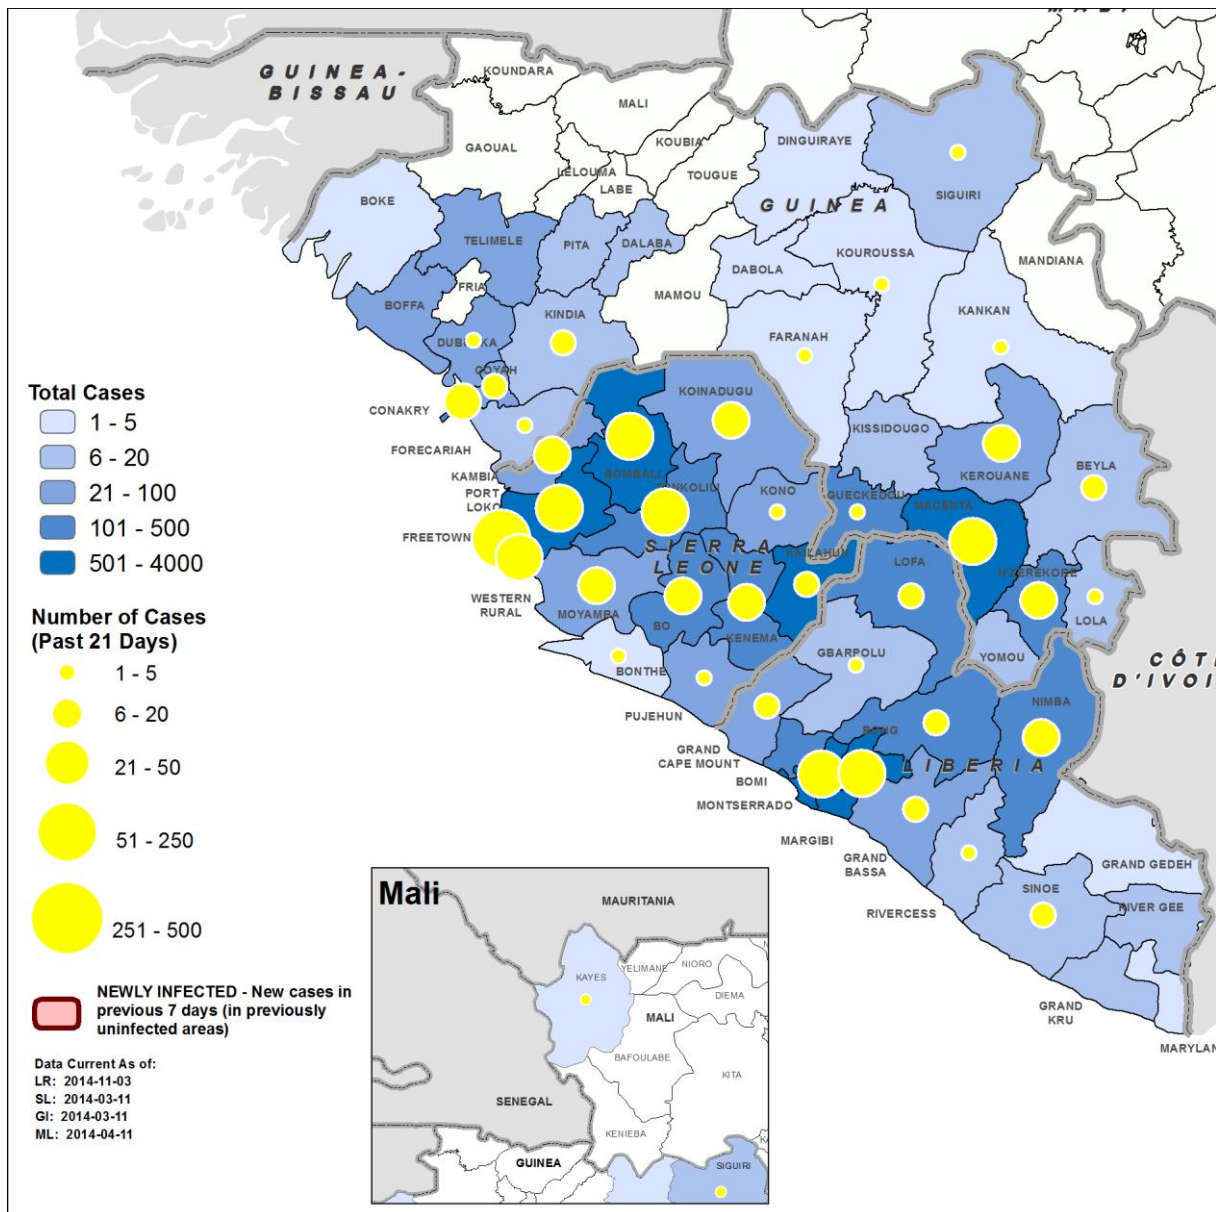 GUINEA-
BISSAU
KOUNDARA
MALI
GAOUAL
KOUBIA
LELOUMA
LABE
TOUGUE
DINGUIRAYE
SIGUIRI
GUINEA
BOKE
TELIMELE
PITA
DALABA
DABOLA
KOUROUSSA
MANDIANA
FRIA
BOFFA
MAMOU
KINDIA
FARANAH
KANKAN
COYAH
KOINADUGU
CONAKRY
FORECARIAH
KISSIDOUGO
KEROUANE
BEYLA
KAMBIA
PORT
LOKO
BOMBALI
KONO
GUECKEDOU
MACENTA
FREETOWN
SIERRA
LEONE
KAILAHUN
LOFA
NZEREKORE
LOLA
WESTERN
RURAL
MOYAMBA
BO
KENEMA
BONTHE
GBARPOLU
YOMOU
CÔT
D'IVOI
NIMBA
PUJEHUN
GRAND
CAPE MOUNT
BONG
LIBERIA
BOMI
MONTSERRADO
MARGIBI
GRAND
BASSA
RIVERCESS
GRAND GEDEH
SINOE
RIVER GEE
GRAND
KRU
MARYLAN
Total Cases
1 - 5
6 - 20
21 - 100
101 - 500
501 - 4000
Number of Cases
(Past 21 Days)
1 - 5
6 - 20
21 - 50
51 - 250
251 - 500
NEWLY INFECTED - New cases in
previous 7 days (in previously
uninfected areas)
Data Current As of:
LR: 2014-11-03
SL: 2014-03-11
GI: 2014-03-11
ML: 2014-04-11
Mali
MAURITANIA
KAYES
YELIMANE
NIORO
DIEMA
MALI
BAFOULABE
KITA
SENEGAL
KENIEBA
GUINEA
SIGUIRI